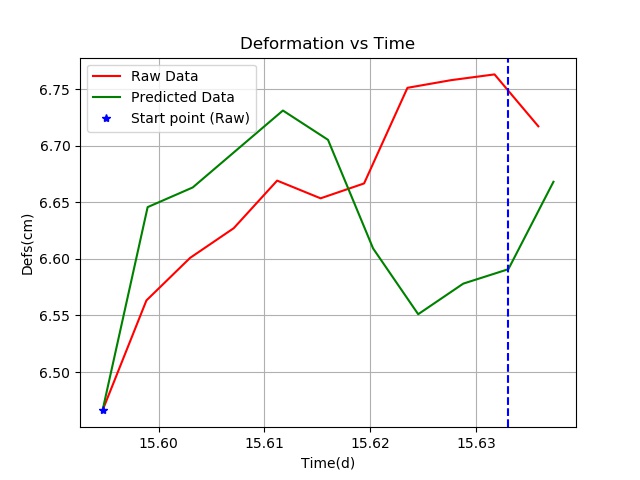 Deformation vs Time
Raw Data
Predicted Data
Start point (Raw)
Defs(cm)
6.75
6.70
6.65
6.60
6.55
6.50
15.60 15.61 15.62 15.63
Time(d)